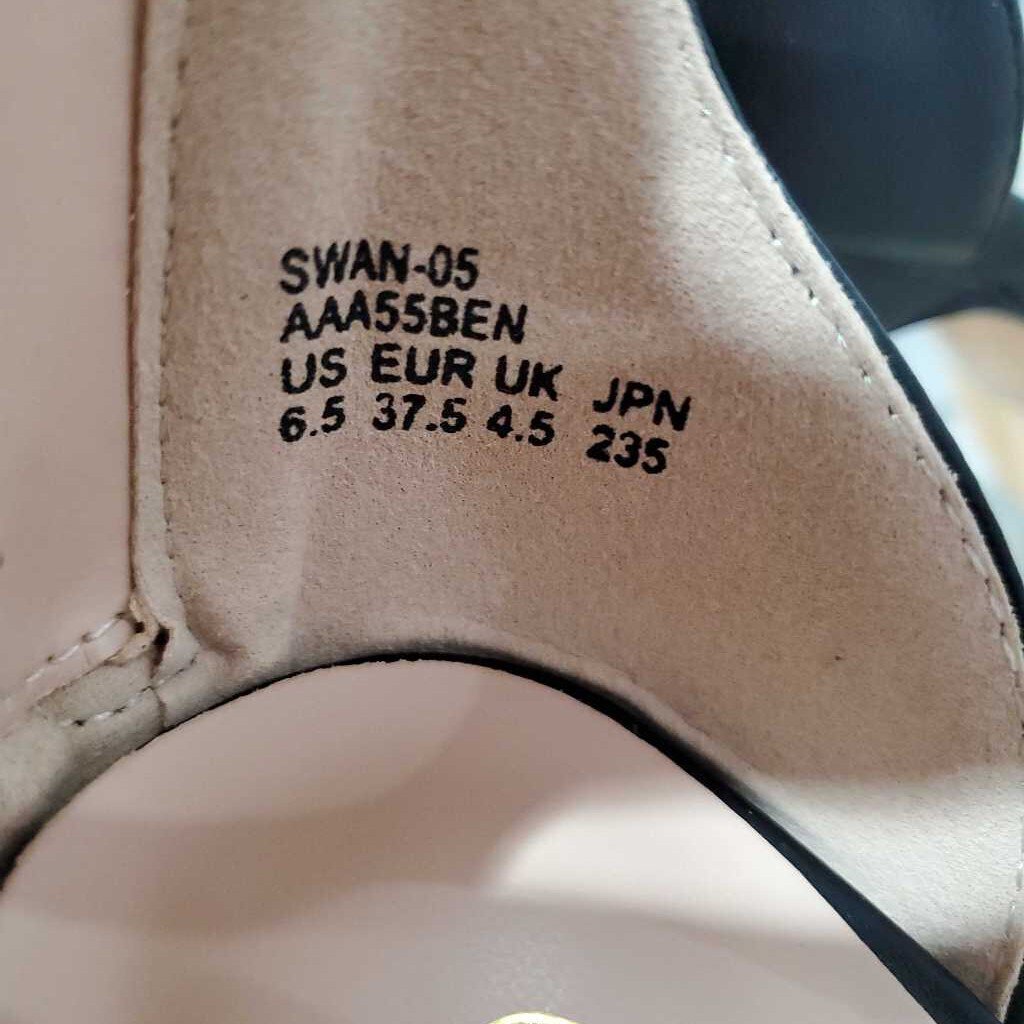 SWAN-05
AAA55BEN
US EUR UK JPN
6.5 37.5 4.5 235